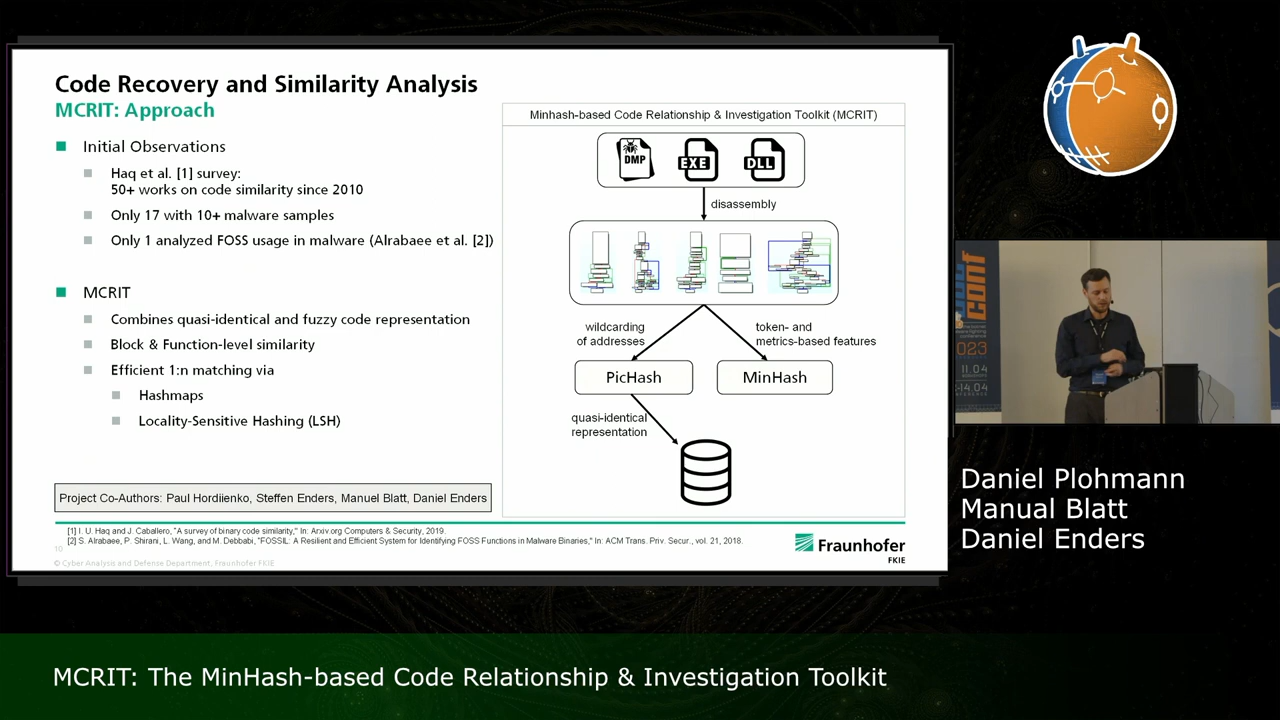 Code Recovery and Similarity Analysis
MCRIT: Approach
Initial Observations
Haq et al. [1] survey:
50+ works on code similarity since 2010
Only 17 with 10+ malware samples
Only 1 analyzed FOSS usage in malware (Alrabaee et al. [2])
MCRIT
Combines quasi-identical and fuzzy code representation
Block & Function-level similarity
Efficient 1:n matching via
Hashmaps
Locality-Sensitive Hashing (LSH)
Project Co-Authors: Paul Hordiienko, Steffen Enders, Manuel Blatt, Daniel Enders
Minhash-based Code Relationship & Investigation Toolkit (MCRIT)
DMP
EXE
DLL
disassembly
wildcarding
of addresses
token- and
metrics-based features
PicHash
MinHash
quasi-identical
representation
[1] I. U. Haq and J. Caballero, "A survey of binary code similarity," In: Arxiv.org Computers & Security, 2019.
[2] S. Alrabaee, P. Shirani, L. Wang, and M. Debbabi, "FOSSIL: A Resilient and Efficient System for Identifying FOSS Functions in Malware Binaries," In: ACM Trans. Priv. Secur., vol. 21, 2018.
10
© Cyber Analysis and Defense Department, Fraunhofer FKIE
Fraunhofer
FKIE
conf
023
11.04
-14.04
Daniel Plohmann
Manual Blatt
Daniel Enders
MCRIT: The MinHash-based Code Relationship & Investigation Toolkit